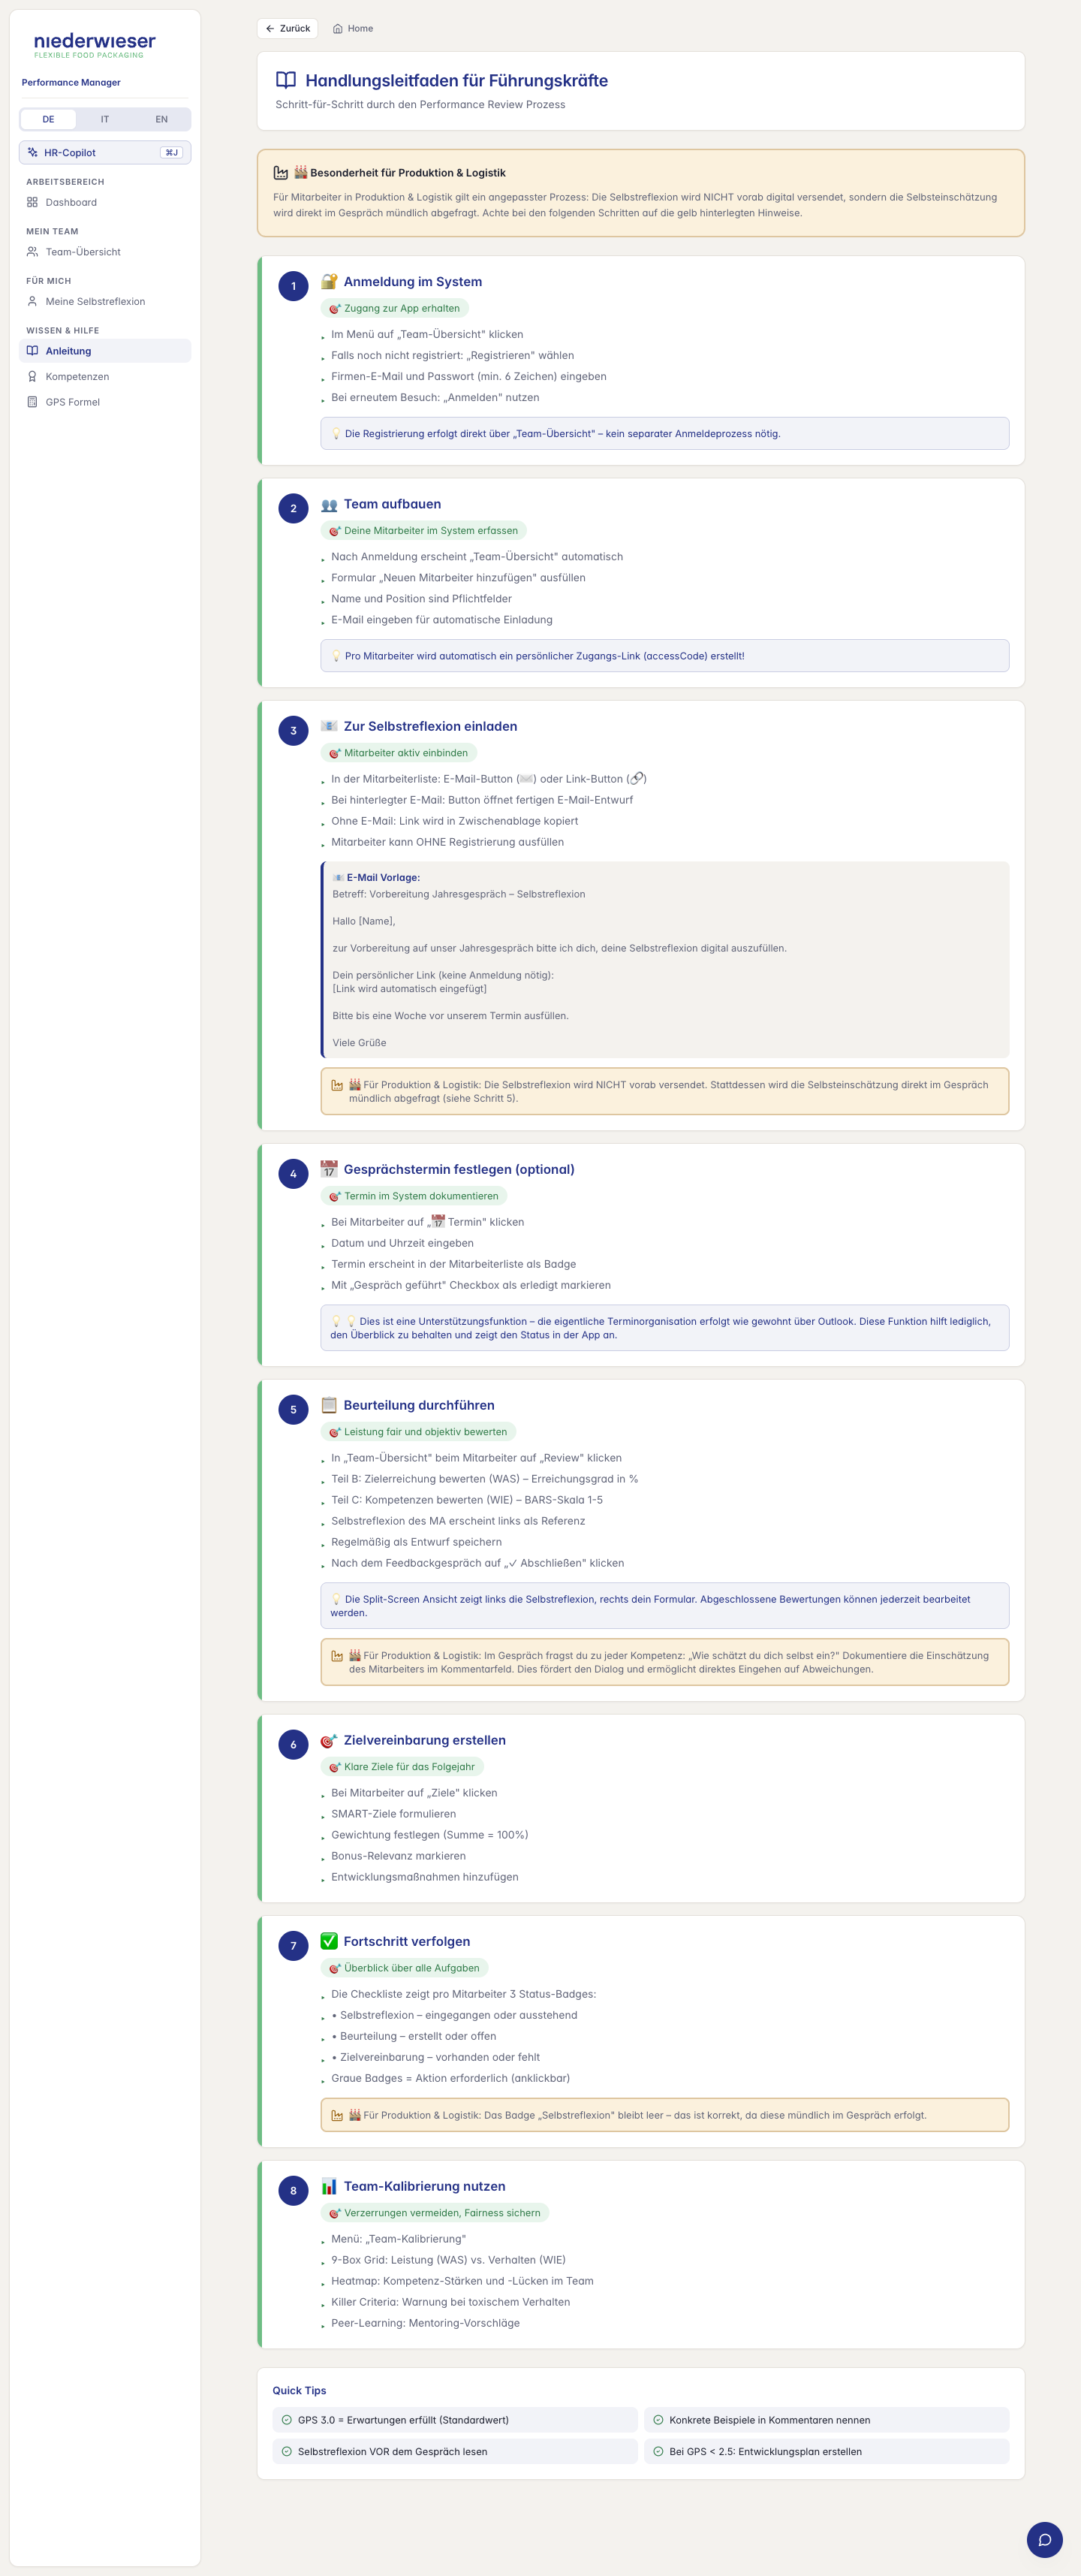 niederwieser
FLEXIBLE FOOD PACKAGING
Performance Manager
DE IT EN
HR-Copilot ⌘J
ARBEITSBEREICH
Dashboard
MEIN TEAM
Team-Übersicht
FÜR MICH
Meine Selbstreflexion
WISSEN & HILFE
Anleitung
Kompetenzen
GPS Formel
Zurück Home
Handlungsleitfaden für Führungskräfte
Schritt-für-Schritt durch den Performance Review Prozess
Besonderheit für Produktion & Logistik
Für Mitarbeiter in Produktion & Logistik gilt ein angepasster Prozess: Die Selbstreflexion wird NICHT vorab digital versendet, sondern die Selbsteinschätzung
wird direkt im Gespräch mündlich abgefragt. Achte bei den folgenden Schritten auf die gelb hinterlegten Hinweise.
1 Anmeldung im System
Zugang zur App erhalten
Im Menü auf „Team-Übersicht" klicken
Falls noch nicht registriert: „Registrieren" wählen
Firmen-E-Mail und Passwort (min. 6 Zeichen) eingeben
Bei erneutem Besuch: „Anmelden" nutzen
Die Registrierung erfolgt direkt über „Team-Übersicht" – kein separater Anmeldeprozess nötig.
2 Team aufbauen
Deine Mitarbeiter im System erfassen
Nach Anmeldung erscheint „Team-Übersicht" automatisch
Formular „Neuen Mitarbeiter hinzufügen" ausfüllen
Name und Position sind Pflichtfelder
E-Mail eingeben für automatische Einladung
Pro Mitarbeiter wird automatisch ein persönlicher Zugangs-Link (accessCode) erstellt!
3 Zur Selbstreflexion einladen
Mitarbeiter aktiv einbinden
In der Mitarbeiterliste: E-Mail-Button (✉️) oder Link-Button (🔗)
Bei hinterlegter E-Mail: Button öffnet fertigen E-Mail-Entwurf
Ohne E-Mail: Link wird in Zwischenablage kopiert
Mitarbeiter kann OHNE Registrierung ausfüllen
E-Mail Vorlage:
Betreff: Vorbereitung Jahresgespräch – Selbstreflexion
Hallo [Name],
zur Vorbereitung auf unser Jahresgespräch bitte ich dich, deine Selbstreflexion digital auszufüllen.
Dein persönlicher Link (keine Anmeldung nötig):
[Link wird automatisch eingefügt]
Bitte bis eine Woche vor unserem Termin ausfüllen.
Viele Grüße
Für Produktion & Logistik: Die Selbstreflexion wird NICHT vorab versendet. Stattdessen wird die Selbsteinschätzung direkt im Gespräch
mündlich abgefragt (siehe Schritt 5).
4 Gesprächstermin festlegen (optional)
Termin im System dokumentieren
Bei Mitarbeiter auf „📅 Termin" klicken
Datum und Uhrzeit eingeben
Termin erscheint in der Mitarbeiterliste als Badge
Mit „Gespräch geführt" Checkbox als erledigt markieren
Dies ist eine Unterstützungsfunktion – die eigentliche Terminorganisation erfolgt wie gewohnt über Outlook. Diese Funktion hilft lediglich,
den Überblick zu behalten und zeigt den Status in der App an.
5 Beurteilung durchführen
Leistung fair und objektiv bewerten
In „Team-Übersicht" beim Mitarbeiter auf „Review" klicken
Teil B: Zielerreichung bewerten (WAS) – Erreichungsgrad in %
Teil C: Kompetenzen bewerten (WIE) – BARS-Skala 1-5
Selbstreflexion des MA erscheint links als Referenz
Regelmäßig als Entwurf speichern
Nach dem Feedbackgespräch auf „✓ Abschließen" klicken
Die Split-Screen Ansicht zeigt links die Selbstreflexion, rechts dein Formular. Abgeschlossene Bewertungen können jederzeit bearbeitet
werden.
Für Produktion & Logistik: Im Gespräch fragst du zu jeder Kompetenz: „Wie schätzt du dich selbst ein?" Dokumentiere die Einschätzung
des Mitarbeiters im Kommentarfeld. Dies fördert den Dialog und ermöglicht direktes Eingehen auf Abweichungen.
6 Zielvereinbarung erstellen
Klare Ziele für das Folgejahr
Bei Mitarbeiter auf „Ziele" klicken
SMART-Ziele formulieren
Gewichtung festlegen (Summe = 100%)
Bonus-Relevanz markieren
Entwicklungsmaßnahmen hinzufügen
7 Fortschritt verfolgen
Überblick über alle Aufgaben
Die Checkliste zeigt pro Mitarbeiter 3 Status-Badges:
• Selbstreflexion – eingegangen oder ausstehend
• Beurteilung – erstellt oder offen
• Zielvereinbarung – vorhanden oder fehlt
Graue Badges = Aktion erforderlich (anklickbar)
Für Produktion & Logistik: Das Badge „Selbstreflexion" bleibt leer – das ist korrekt, da diese mündlich im Gespräch erfolgt.
8 Team-Kalibrierung nutzen
Verzerrungen vermeiden, Fairness sichern
Menü: „Team-Kalibrierung"
9-Box Grid: Leistung (WAS) vs. Verhalten (WIE)
Heatmap: Kompetenz-Stärken und -Lücken im Team
Killer Criteria: Warnung bei toxischem Verhalten
Peer-Learning: Mentoring-Vorschläge
Quick Tips
GPS 3.0 = Erwartungen erfüllt (Standardwert)
Konkrete Beispiele in Kommentaren nennen
Selbstreflexion VOR dem Gespräch lesen
Bei GPS < 2.5: Entwicklungsplan erstellen